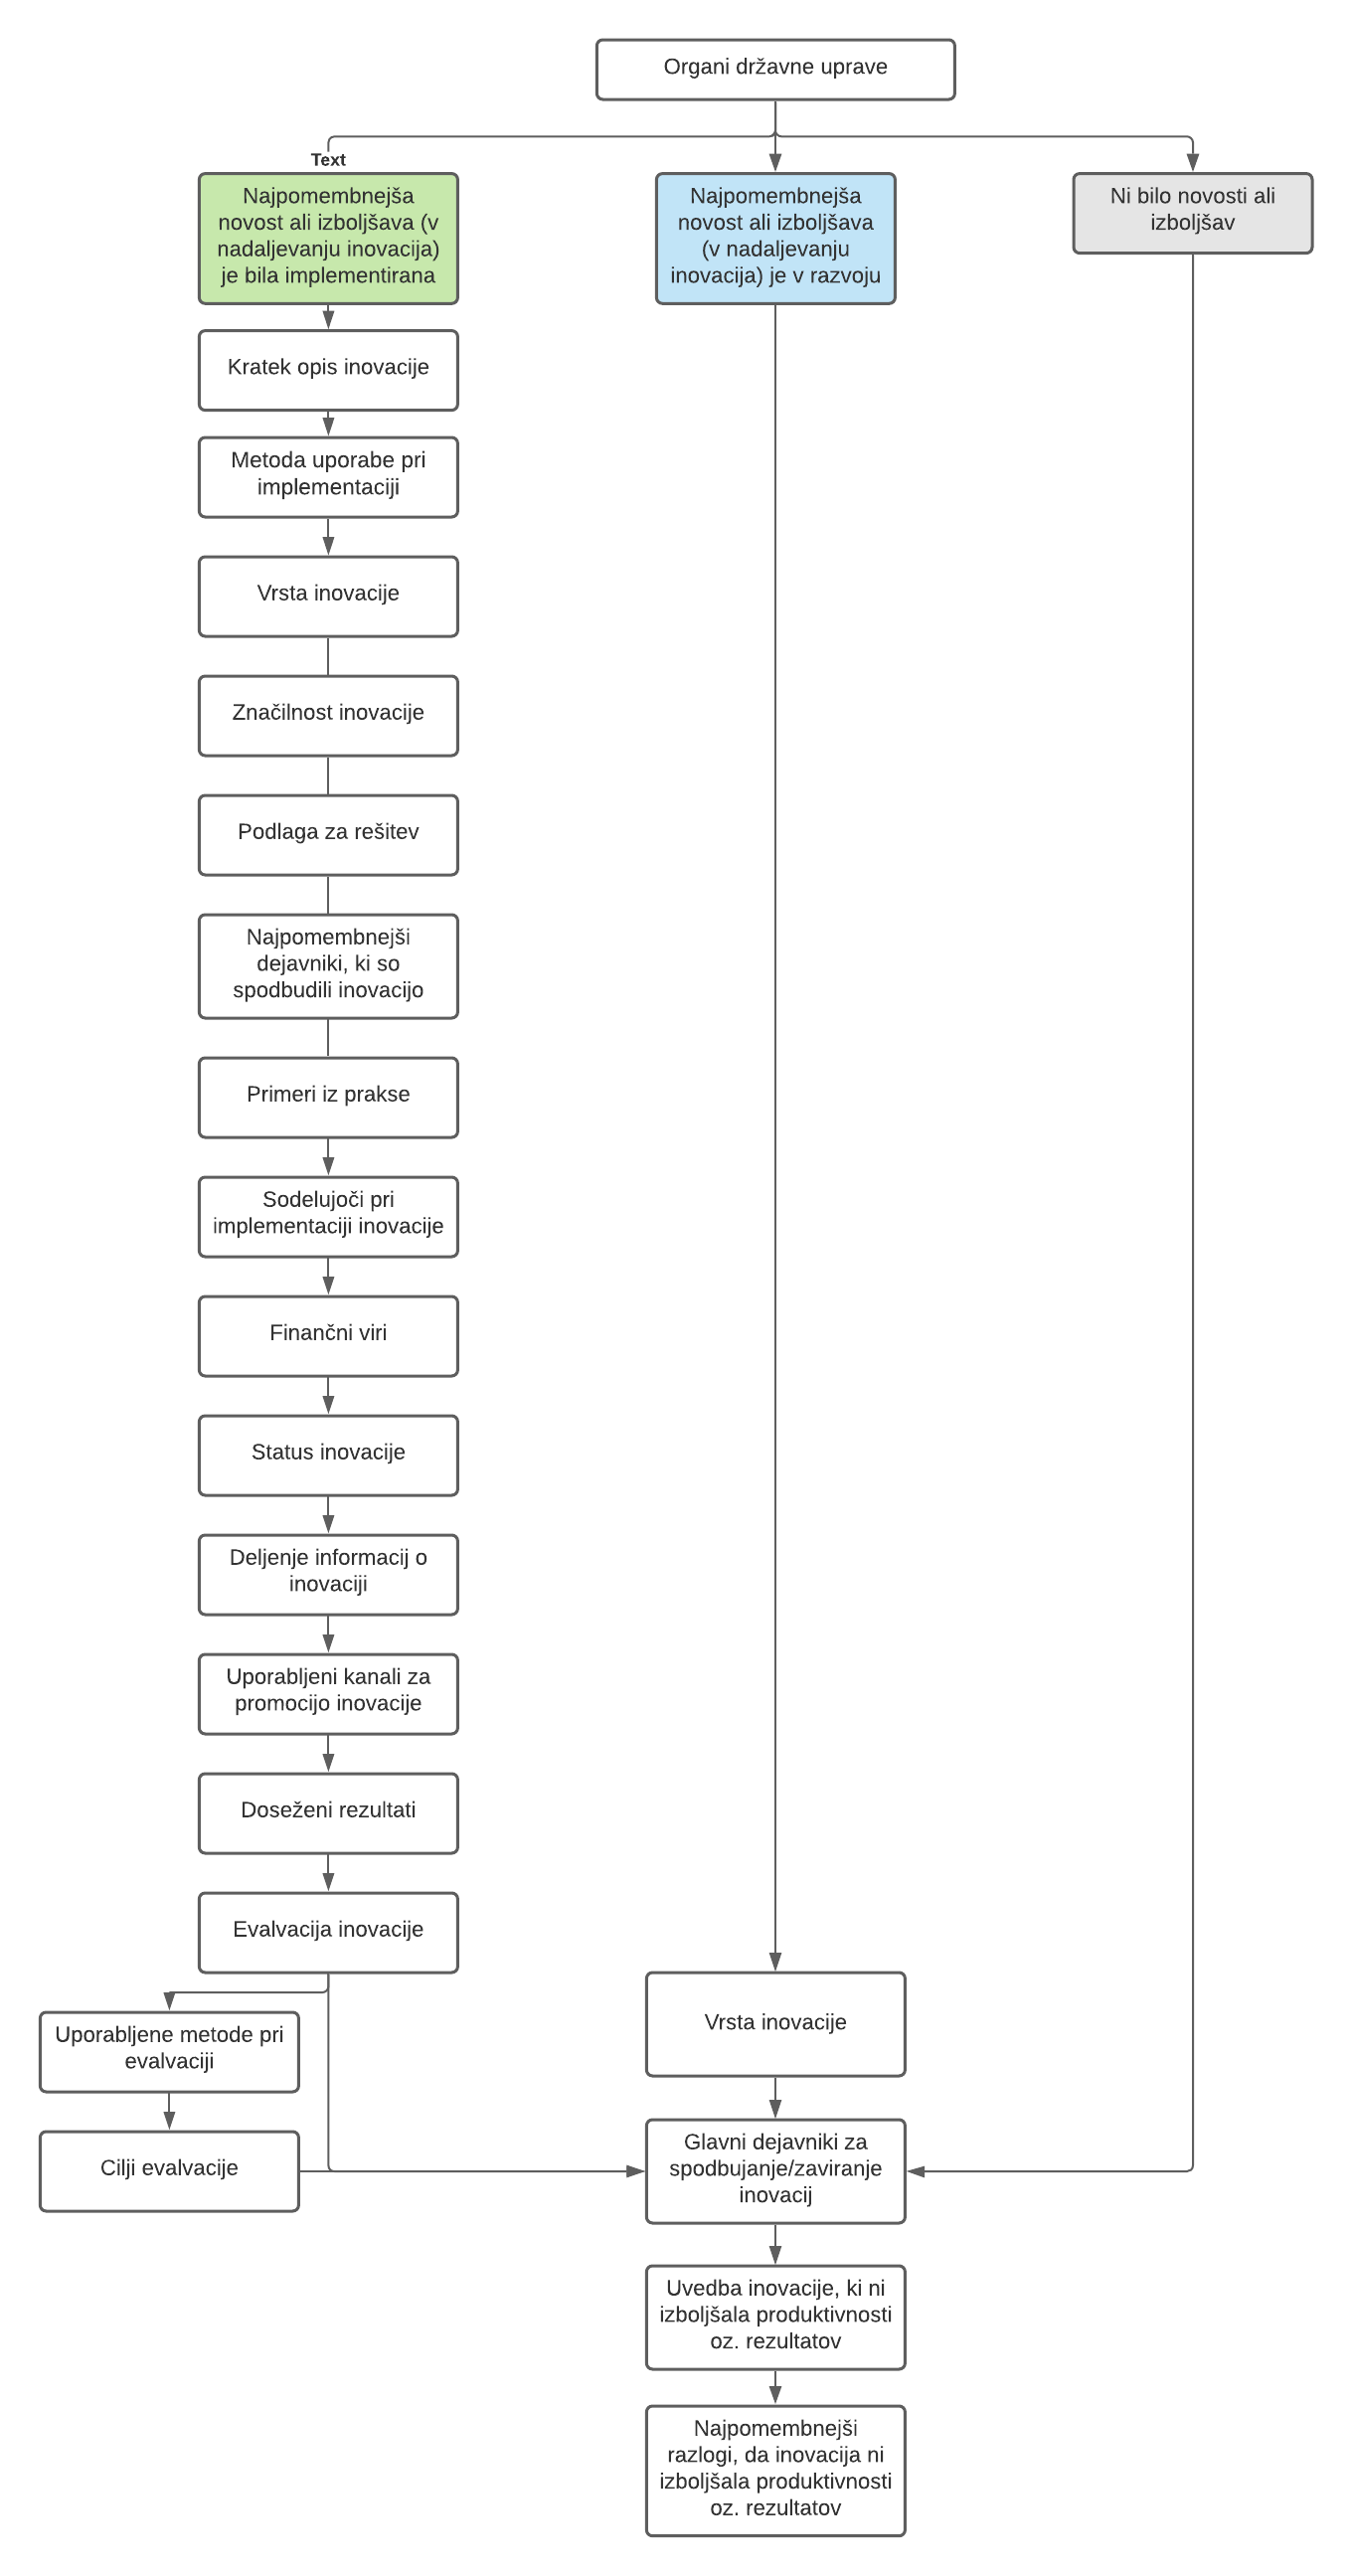 Organi državne uprave
Text
Najpomembnejša
novost ali izboljšava (v
nadaljevanju inovacija)
je bila implementirana
Najpomembnejša
novost ali izboljšava
(v nadaljevanju
inovacija) je v razvoju
Ni bilo novosti ali
izboljšav
Kratek opis inovacije
Metoda uporabe pri
implementaciji
Vrsta inovacije
Značilnost inovacije
Podlaga za rešitev
Najpomembnejši
dejavniki, ki so
spodbudili inovacijo
Primeri iz prakse
Sodelujoči pri
implementaciji inovacije
Finančni viri
Status inovacije
Deljenje informacij o
inovaciji
Uporabljeni kanali za
promocijo inovacije
Doseženi rezultati
Evalvacija inovacije
Uporabljene metode pri
evalvaciji
Cilji evalvacije
Vrsta inovacije
Glavni dejavniki za
spodbujanje/zaviranje
inovacij
Uvedba inovacije, ki ni
izboljšala produktivnosti
oz. rezultatov
Najpomembnejši
razlogi, da inovacija ni
izboljšala produktivnosti
oz. rezultatov